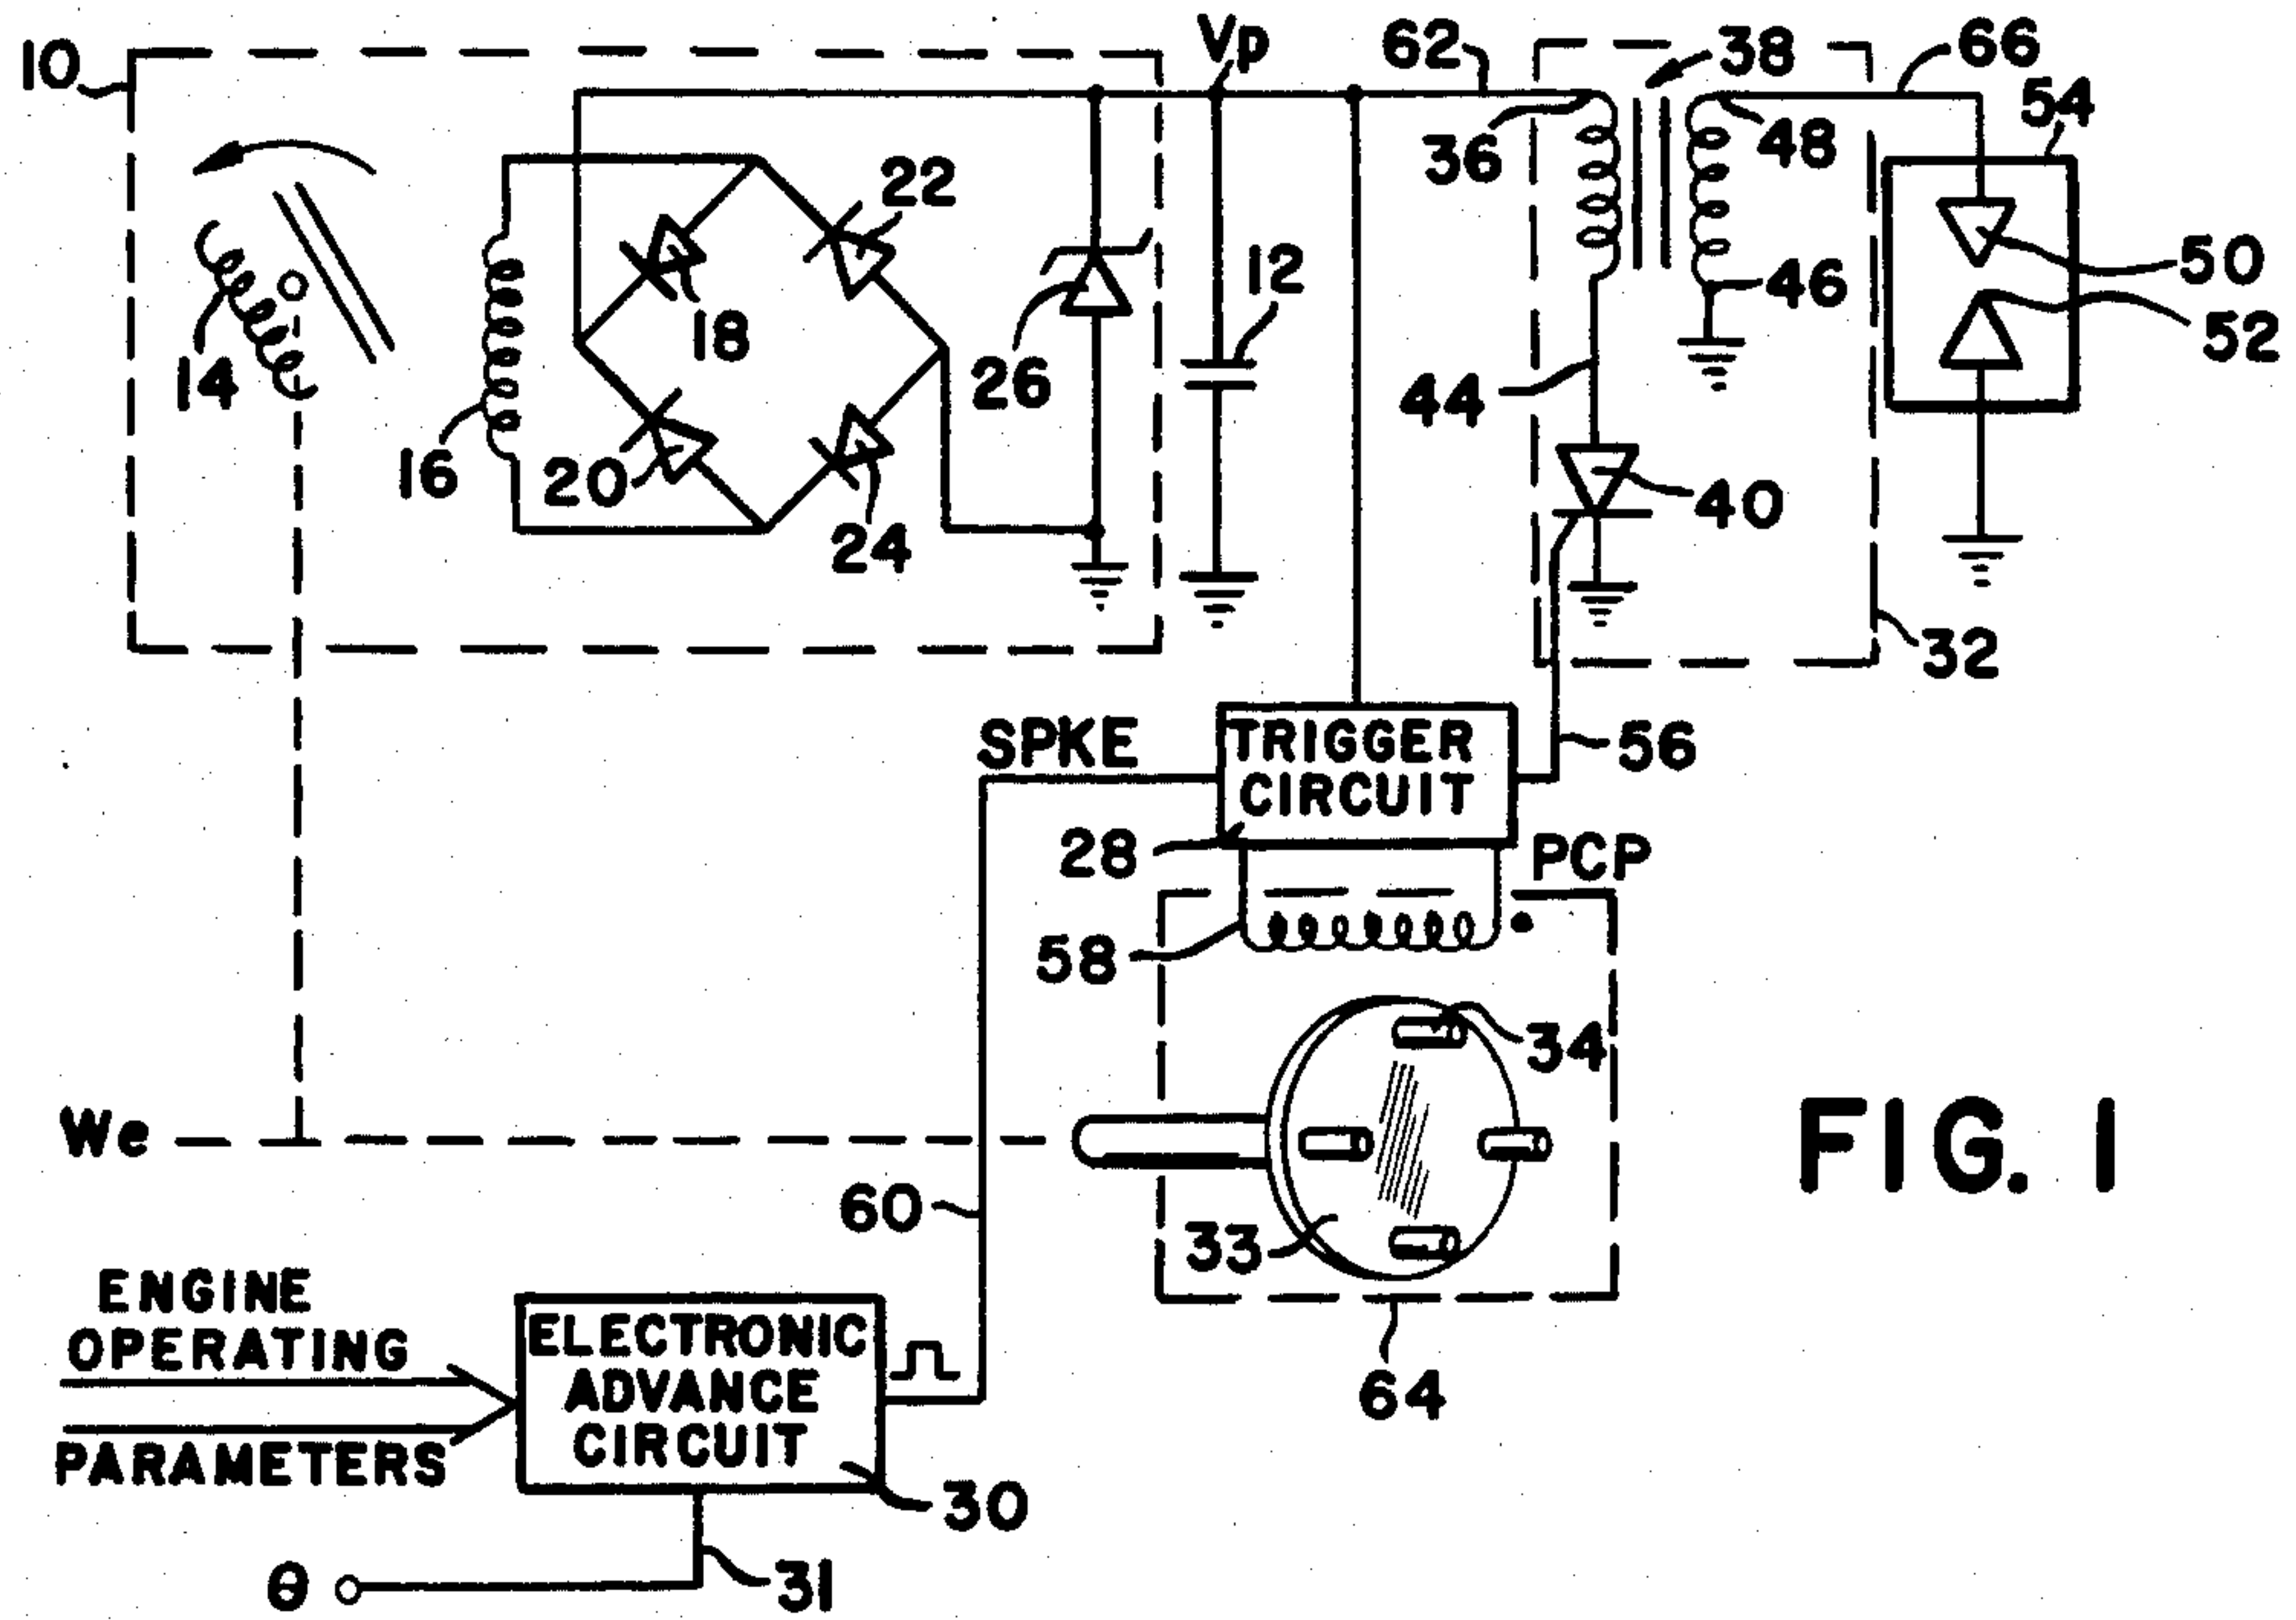 10
Vp
62
38
66
54
36
48
22
50
12
46
18
52
14
26
44
16
20
40
24
32
SPKE
TRIGGER
CIRCUIT
56
28
PCP
58
34
We
FIG. 1
60
33
ENGINE
OPERATING
PARAMETERS
ELECTRONIC
ADVANCE
CIRCUIT
64
30
θ
31